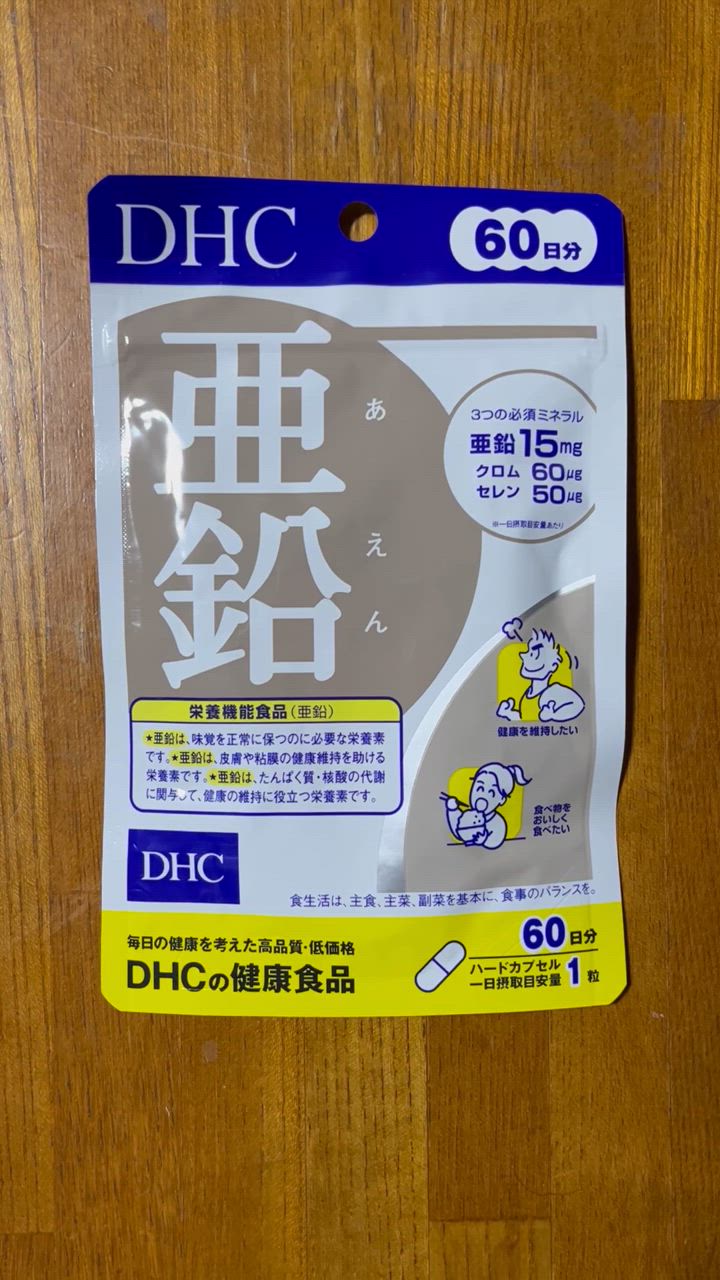 DHC
60日分
亜鉛
あえん
3つの必須ミネラル
亜鉛15mg
クロム 60μg
セレン 50μg
※一日摂取目安量あたり
健康を維持したい
栄養機能食品(亜鉛)
★亜鉛は、味覚を正常に保つのに必要な栄養素
です。★亜鉛は、皮膚や粘膜の健康維持を助ける
栄養素です。★亜鉛は、たんぱく質・核酸の代謝
に関与して、健康の維持に役立つ栄養素です。
食べ物を
おいしく
食べたい
DHC
食生活は、主食、主菜、副菜を基本に、食事のバランスを。
毎日の健康を考えた高品質・低価格
DHCの健康食品
60日分
ハードカプセル
一日摂取目安量 1粒